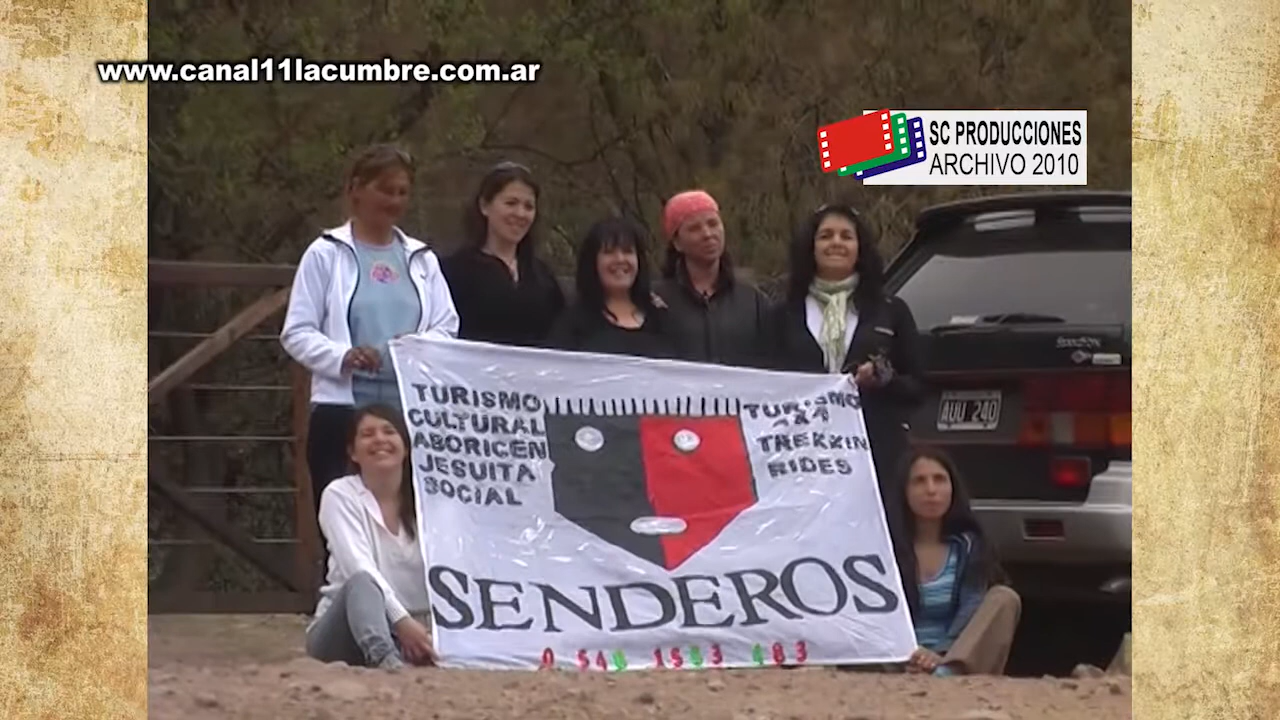 www.canal11lacumbre.com.ar
SC PRODUCCIONES
ARCHIVO 2010
TURISMO
CULTURAL
ABORIGEN
JESUITA
SOCIAL
TURISMO
4X4
TREKKIN
RIDES
AUU 240
SENDEROS